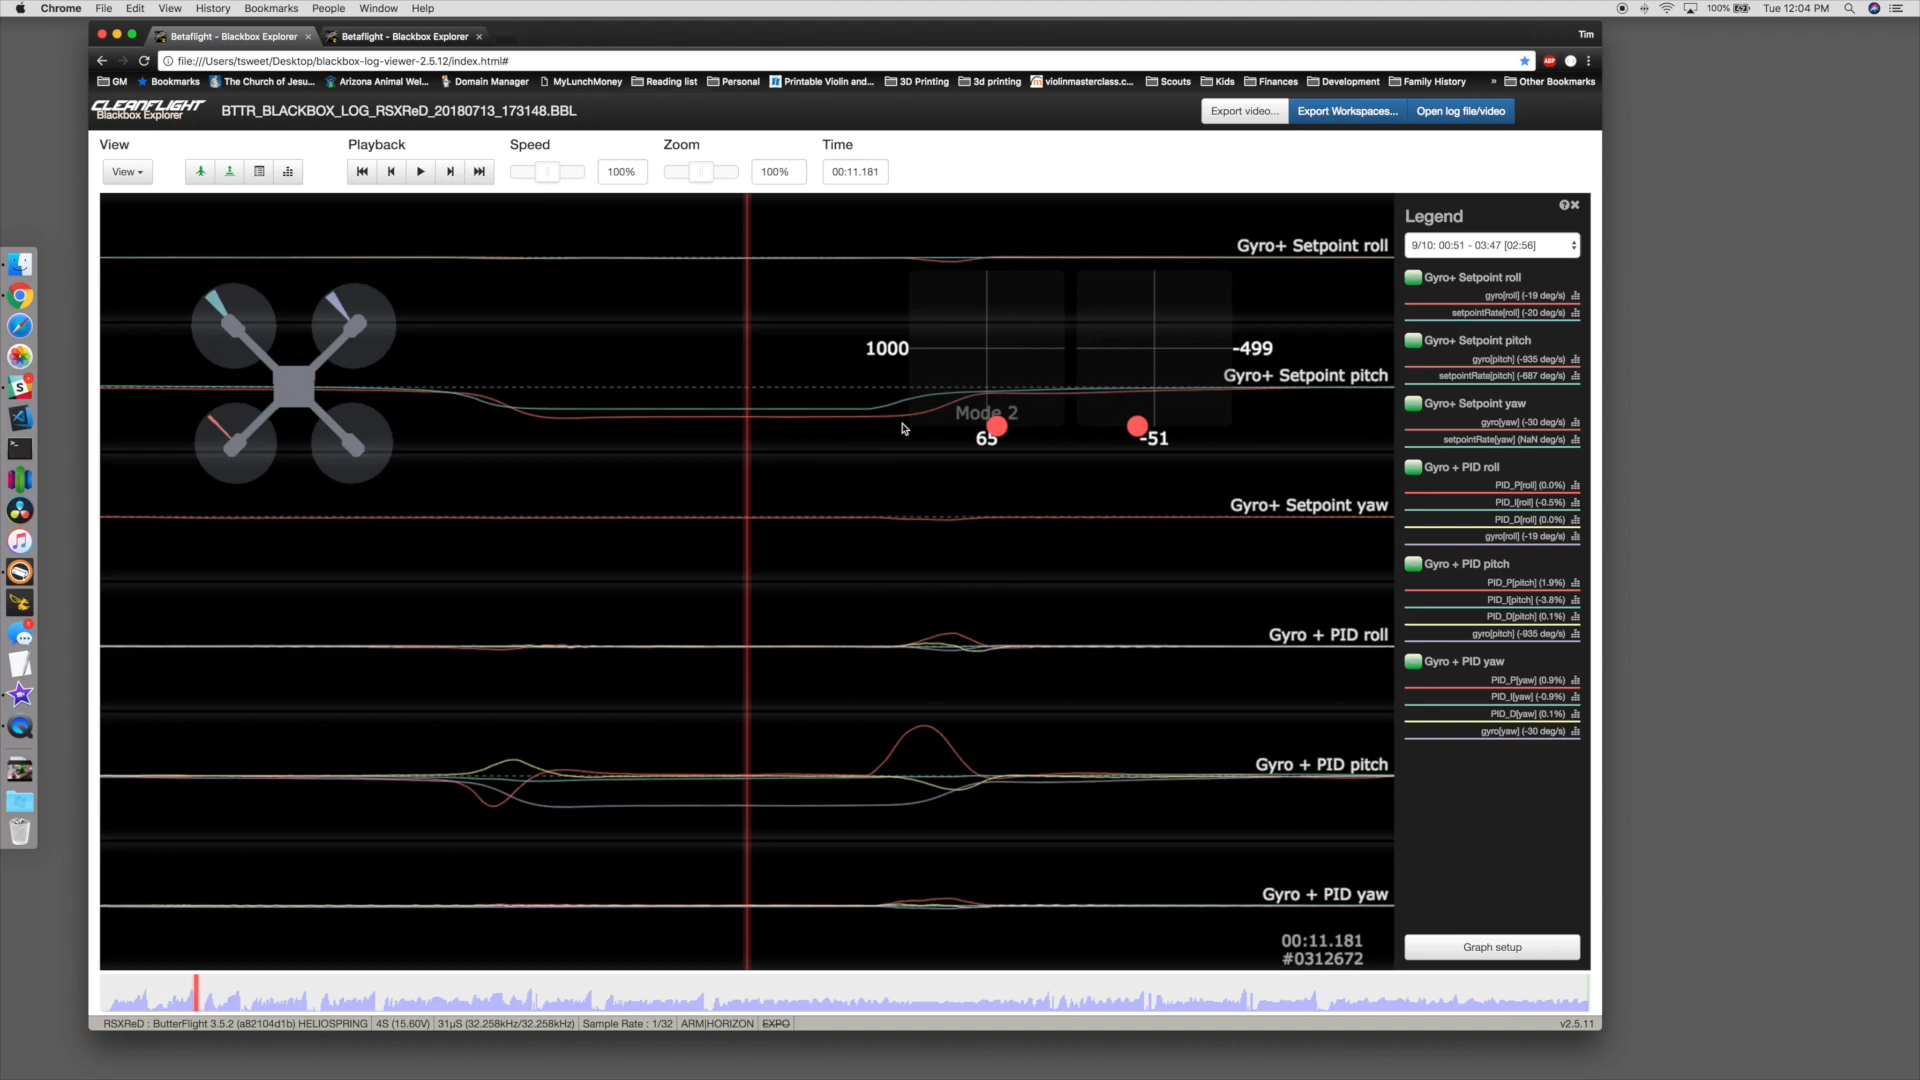 Chrome File Edit View History Bookmarks People Window Help 100% Tue 12:04 PM
Betaflight - Blackbox Explorer × Betaflight - Blackbox Explorer × Tim
file:///Users/tsweet/Desktop/blackbox-log-viewer-2.5.12/index.html# ABP
GM Bookmarks The Church of Jesu... Arizona Animal Wel... Domain Manager MyLunchMoney Reading list Personal Printable Violin and... 3D Printing 3d printing violinmasterclass.c... Scouts Kids Finances Development Family History » Other Bookmarks
CLEANFLIGHT
Blackbox Explorer
BTTR_BLACKBOX_LOG_RSXReD_20180713_173148.BBL
Export video... Export Workspaces... Open log file/video
View Playback Speed Zoom Time
View 100% 100% 00:11.181
Legend
9/10: 00:51 - 03:47 [02:56]
Gyro+ Setpoint roll
gyro[roll] (-19 deg/s)
setpointRate[roll] (-20 deg/s)
Gyro+ Setpoint pitch
gyro[pitch] (-935 deg/s)
setpointRate[pitch] (-687 deg/s)
Gyro+ Setpoint yaw
gyro[yaw] (-30 deg/s)
setpointRate[yaw] (NaN deg/s)
Gyro + PID roll
PID_P[roll] (0.0%)
PID_I[roll] (-0.5%)
PID_D[roll] (0.0%)
gyro[roll] (-19 deg/s)
Gyro + PID pitch
PID_P[pitch] (1.9%)
PID_I[pitch] (-3.8%)
PID_D[pitch] (0.1%)
gyro[pitch] (-935 deg/s)
Gyro + PID yaw
PID_P[yaw] (0.9%)
PID_I[yaw] (-0.9%)
PID_D[yaw] (0.1%)
gyro[yaw] (-30 deg/s)
Graph setup
Gyro+ Setpoint roll
1000 -499
Gyro+ Setpoint pitch
Mode 2
65 -51
Gyro+ Setpoint yaw
Gyro + PID roll
Gyro + PID pitch
Gyro + PID yaw
00:11.181
#0312672
RSXReD : ButterFlight 3.5.2 (a82104d1b) HELIOSPRING 4S (15.60V) 31µS (32.258kHz/32.258kHz) Sample Rate : 1/32 ARM|HORIZON EXPO v2.5.11